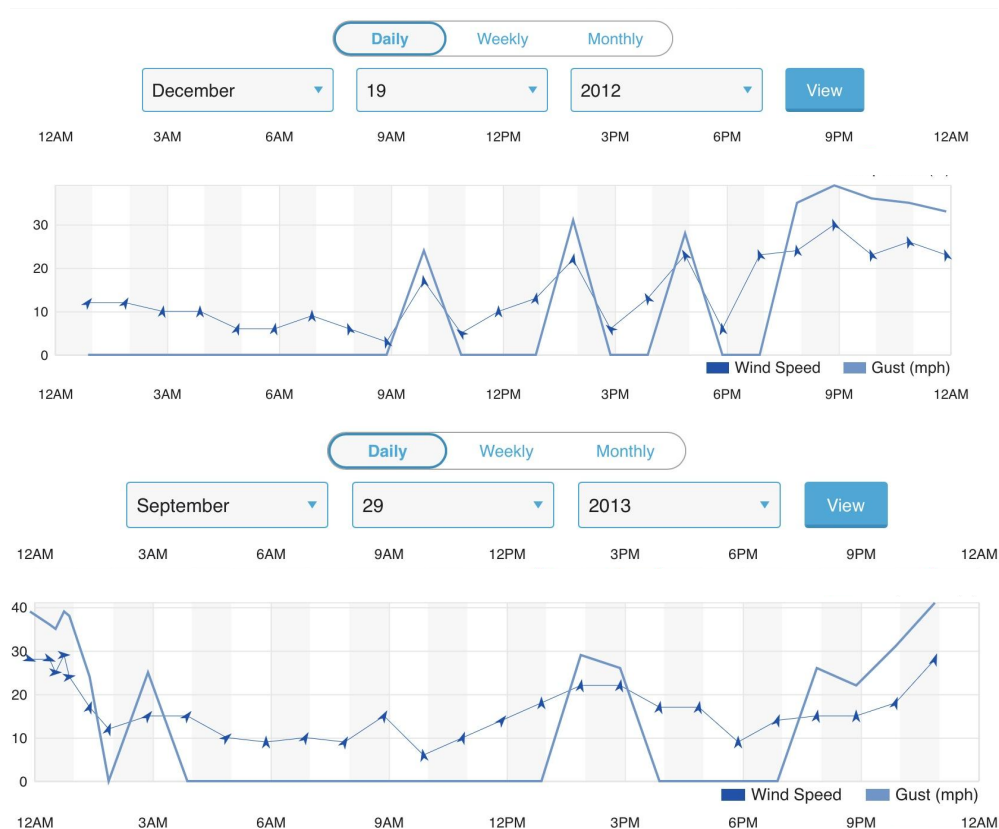 Daily Weekly Monthly
December 19 2012 View
12AM 3AM 6AM 9AM 12PM 3PM 6PM 9PM 12AM
30
20
10
0
Wind Speed Gust (mph)
12AM 3AM 6AM 9AM 12PM 3PM 6PM 9PM 12AM
Daily Weekly Monthly
September 29 2013 View
12AM 3AM 6AM 9AM 12PM 3PM 6PM 9PM 12AM
40
30
20
10
0
Wind Speed Gust (mph)
12AM 3AM 6AM 9AM 12PM 3PM 6PM 9PM 12AM